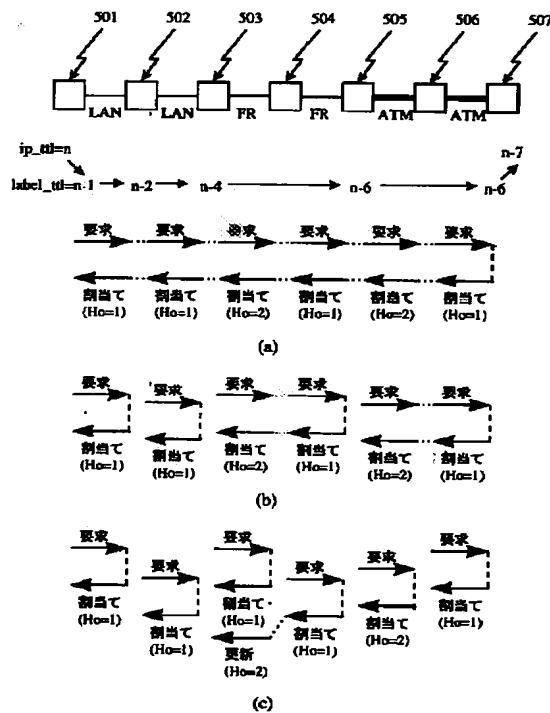 501 502 503 504 505 506 507
LAN LAN FR FR ATM ATM
ip_ttl=n
n-7
label_ttl=n-1 n-2 n-4 n-6 n-6
要求 要求 要求 要求 要求 要求
割当て 割当て 割当て 割当て 割当て 割当て
(Ho=1) (Ho=1) (Ho=2) (Ho=1) (Ho=2) (Ho=1)
(a)
要求 要求 要求 要求 要求 要求
割当て 割当て 割当て 割当て 割当て 割当て
(Ho=1) (Ho=1) (Ho=2) (Ho=1) (Ho=2) (Ho=1)
(b)
要求 要求 要求
要求 要求 要求
割当て 割当て 割当て
(Ho=1) (Ho=1) (Ho=1)
割当て 割当て 割当て
(Ho=1) (Ho=1) (Ho=2)
更新
(Ho=2)
(c)